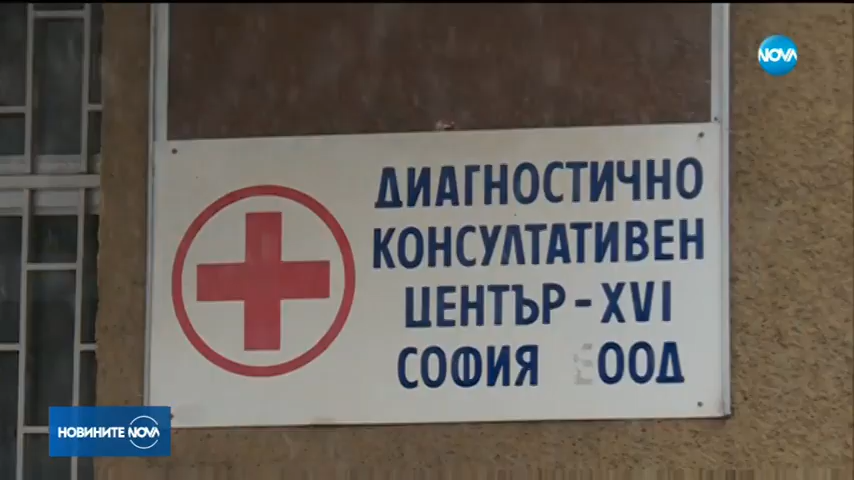 NOVA
ДИАГНОСТИЧНО
КОНСУЛТАТИВЕН
ЦЕНТЪР-XVI
СОФИЯ ООД
НОВИНИТЕ NOVA